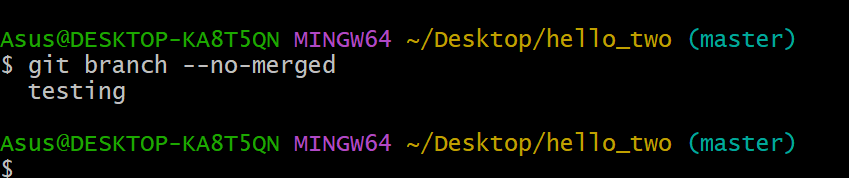 Asus@DESKTOP-KA8T5QN MINGW64 ~/Desktop/hello_two (master)
$ git branch --no-merged
  testing
Asus@DESKTOP-KA8T5QN MINGW64 ~/Desktop/hello_two (master)
$